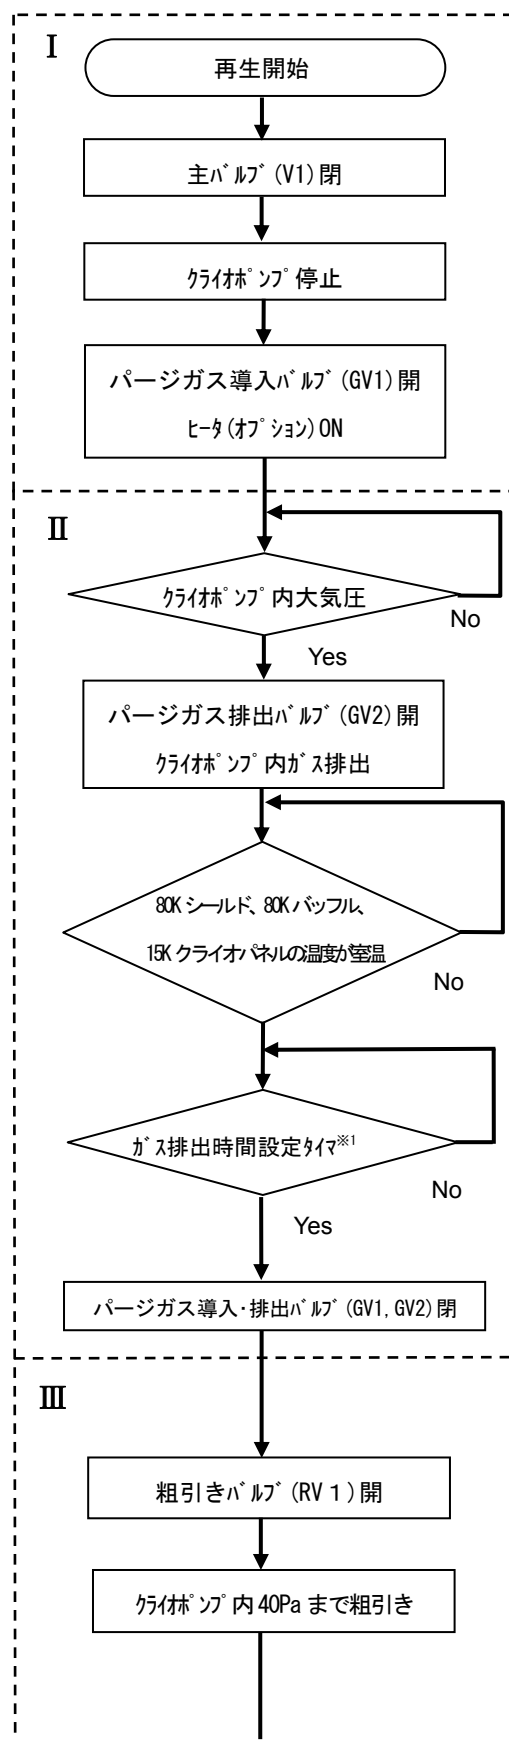 Ⅰ
再生開始
主ﾊﾞﾙﾌﾞ(V1)閉
ｸﾗｲｵﾎﾟﾝﾌﾟ停止
パージガス導入ﾊﾞﾙﾌﾞ(GV1)開
ﾋｰﾀ(ｵﾌﾟｼｮﾝ)ON
Ⅱ
ｸﾗｲｵﾎﾟﾝﾌﾟ内大気圧
No
Yes
パージガス排出ﾊﾞﾙﾌﾞ(GV2)開
ｸﾗｲｵﾎﾟﾝﾌﾟ内ｶﾞｽ排出
80Kシールド、80Kバッフル、
15Kクライオパネルの温度が室温
No
ｶﾞｽ排出時間設定ﾀｲﾏ※1
No
Yes
パージガス導入・排出ﾊﾞﾙﾌﾞ(GV1,GV2)閉
Ⅲ
粗引きﾊﾞﾙﾌﾞ(RV１)開
ｸﾗｲｵﾎﾟﾝﾌﾟ内40Paまで粗引き